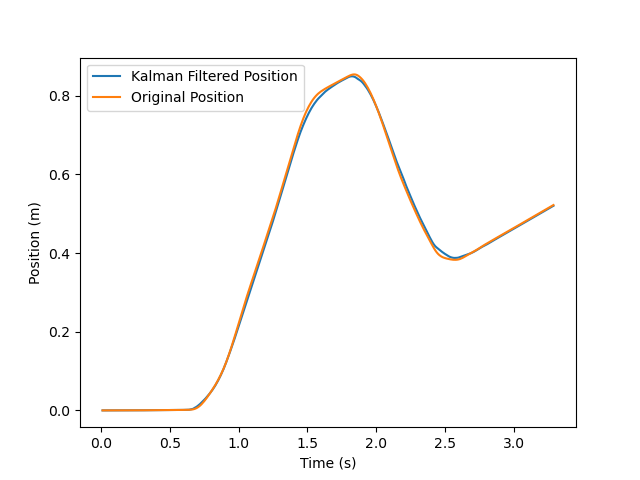 Kalman Filtered Position
Original Position
0.8
0.6
0.4
0.2
0.0
Position (m)
0.0 0.5 1.0 1.5 2.0 2.5 3.0
Time (s)